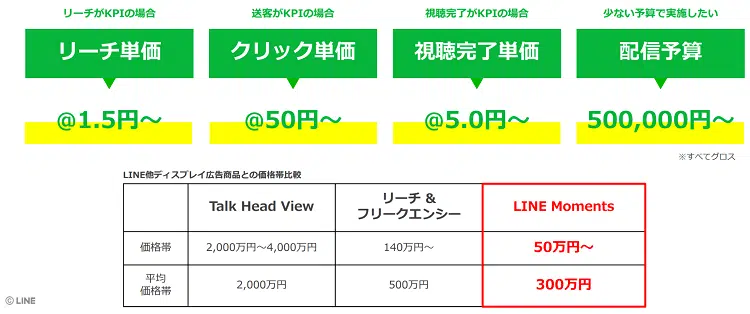 リーチがKPIの場合
送客がKPIの場合
視聴完了がKPIの場合
少ない予算で実施したい
リーチ単価
クリック単価
視聴完了単価
配信予算
@1.5円～
@50円～
@5.0円～
500,000円～
※すべてグロス
LINE他ディスプレイ広告商品との価格帯比較
Talk Head View
リーチ &
フリークエンシー
LINE Moments
価格帯
2,000万円～4,000万円
140万円～
50万円～
平均
価格帯
2,000万円
500万円
300万円
© LINE